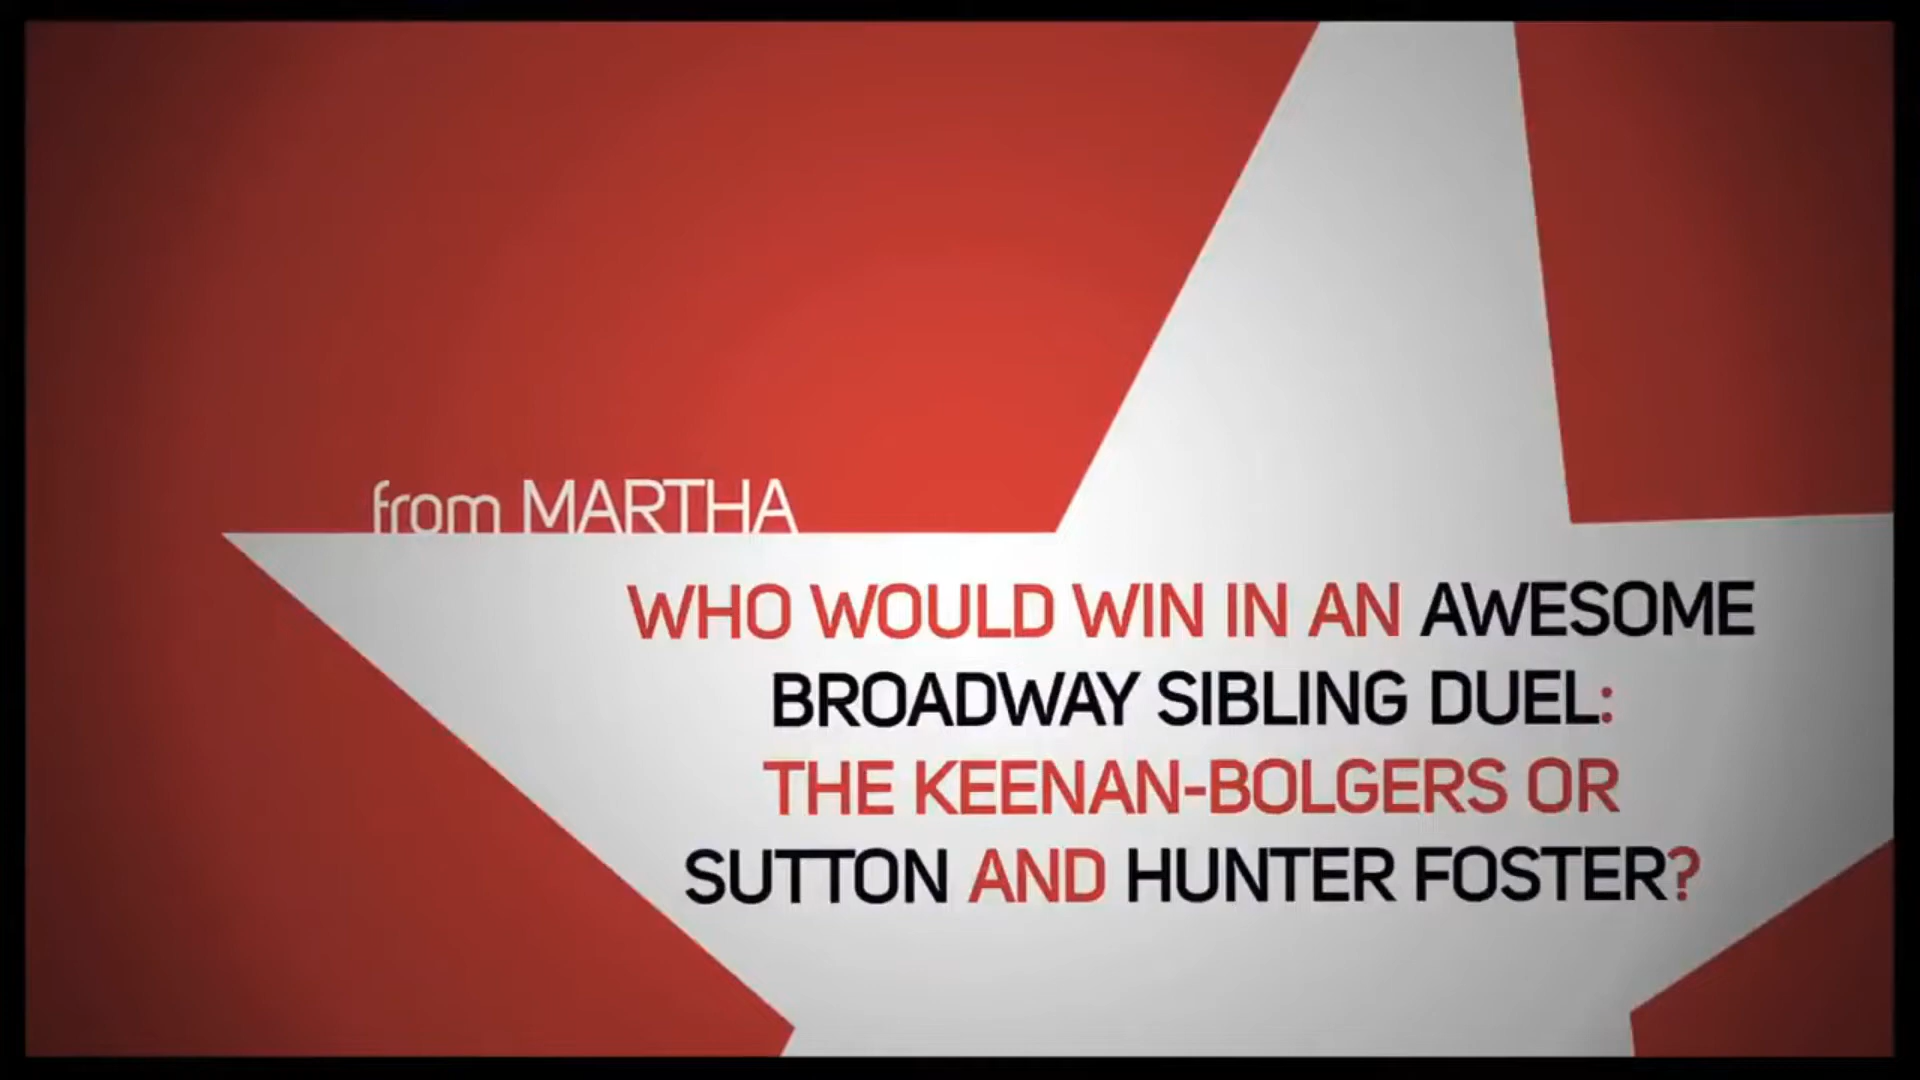 from MARTHA
WHO WOULD WIN IN AN AWESOME
BROADWAY SIBLING DUEL:
THE KEENAN-BOLGERS OR
SUTTON AND HUNTER FOSTER?